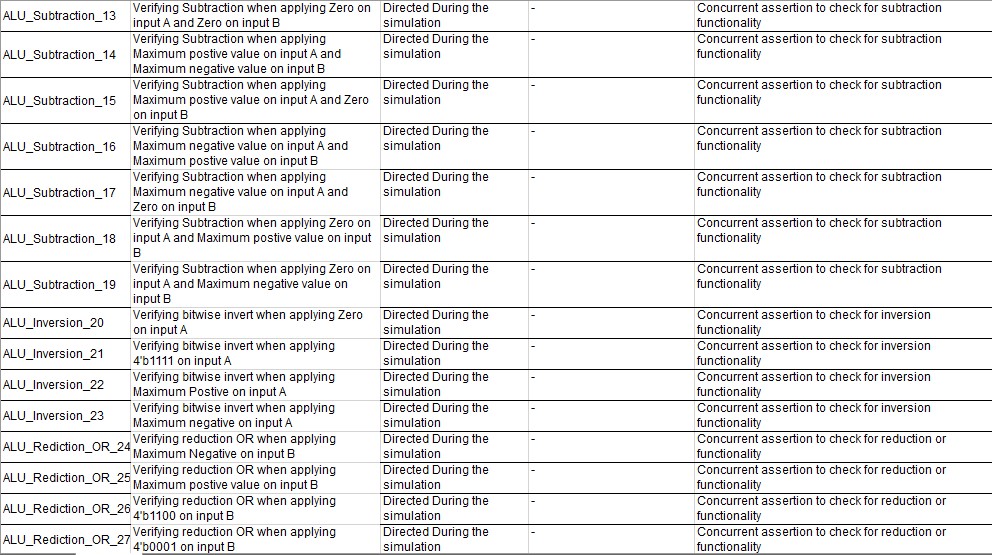 ALU_Subtraction_13
Verifying Subtraction when applying Zero on
input A and Zero on input B
Directed During the
simulation
-
Concurrent assertion to check for subtraction
functionality
ALU_Subtraction_14
Verifying Subtraction when applying
Maximum postive value on input A and
Maximum negative value on input B
Directed During the
simulation
-
Concurrent assertion to check for subtraction
functionality
ALU_Subtraction_15
Verifying Subtraction when applying
Maximum postive value on input A and Zero
on input B
Directed During the
simulation
-
Concurrent assertion to check for subtraction
functionality
ALU_Subtraction_16
Verifying Subtraction when applying
Maximum negative value on input A and
Maximum postive value on input B
Directed During the
simulation
-
Concurrent assertion to check for subtraction
functionality
ALU_Subtraction_17
Verifying Subtraction when applying
Maximum negative value on input A and
Zero on input B
Directed During the
simulation
-
Concurrent assertion to check for subtraction
functionality
ALU_Subtraction_18
Verifying Subtraction when applying Zero on
input A and Maximum postive value on input
B
Directed During the
simulation
-
Concurrent assertion to check for subtraction
functionality
ALU_Subtraction_19
Verifying Subtraction when applying Zero on
input A and Maximum negative value on
input B
Directed During the
simulation
-
Concurrent assertion to check for subtraction
functionality
ALU_Inversion_20
Verifying bitwise invert when applying Zero
on input A
Directed During the
simulation
-
Concurrent assertion to check for inversion
functionality
ALU_Inversion_21
Verifying bitwise invert when applying
4'b1111 on input A
Directed During the
simulation
-
Concurrent assertion to check for inversion
functionality
ALU_Inversion_22
Verifying bitwise invert when applying
Maximum Postive on input A
Directed During the
simulation
-
Concurrent assertion to check for inversion
functionality
ALU_Inversion_23
Verifying bitwise invert when applying
Maximum negative on input A
Directed During the
simulation
-
Concurrent assertion to check for inversion
functionality
ALU_Rediction_OR_24
Verifying reduction OR when applying
Maximum Negative on input B
Directed During the
simulation
-
Concurrent assertion to check for reduction or
functionality
ALU_Rediction_OR_25
Verifying reduction OR when applying
Maximum postive value on input B
Directed During the
simulation
-
Concurrent assertion to check for reduction or
functionality
ALU_Rediction_OR_26
Verifying reduction OR when applying
4'b1100 on input B
Directed During the
simulation
-
Concurrent assertion to check for reduction or
functionality
ALU_Rediction_OR_27
Verifying reduction OR when applying
4'b0001 on input B
Directed During the
simulation
-
Concurrent assertion to check for reduction or
functionality